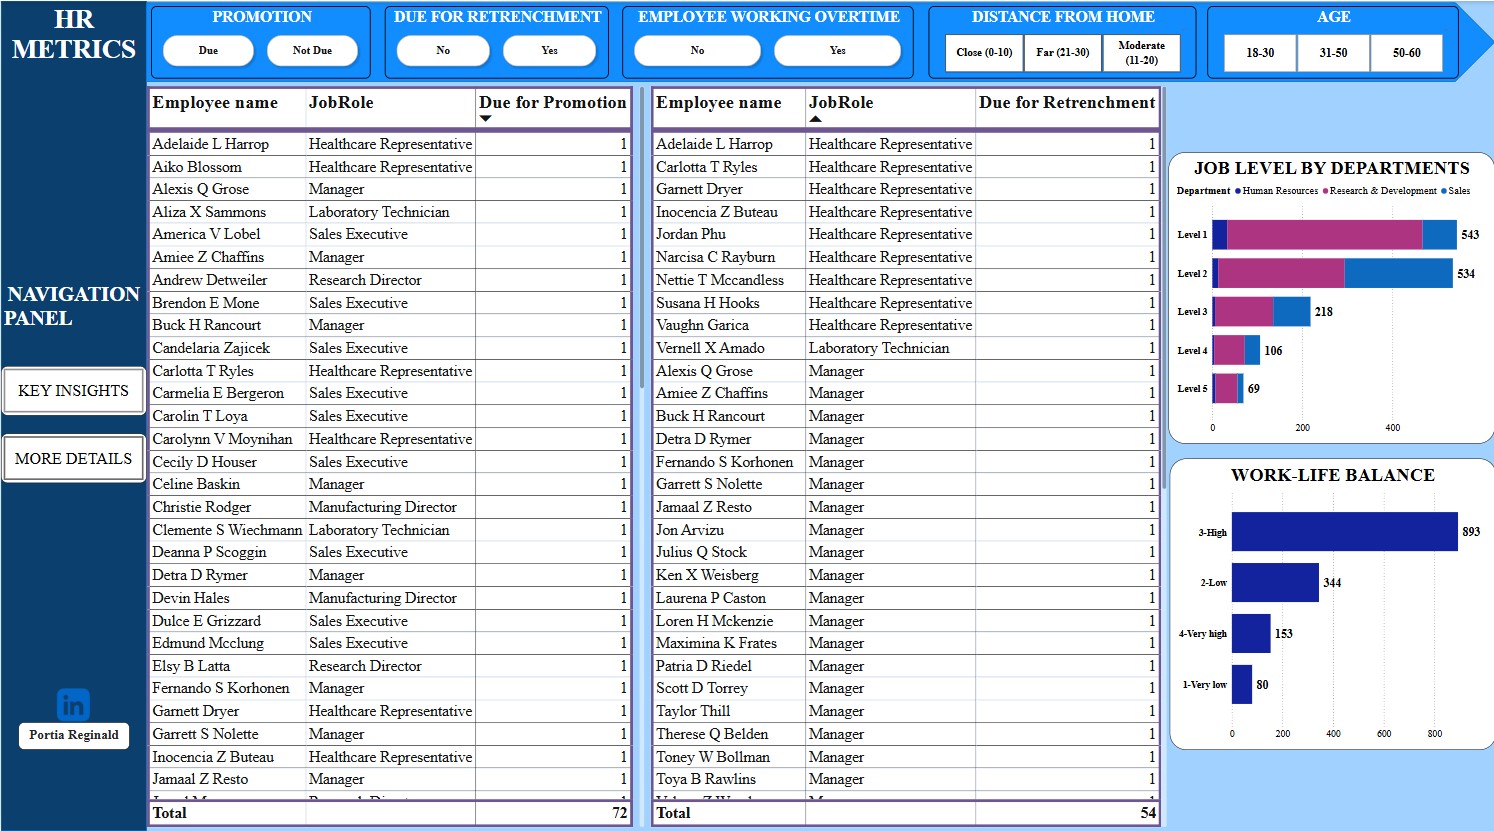 HR
METRICS
PROMOTION
Due
Not Due
DUE FOR RETRENCHMENT
No
Yes
EMPLOYEE WORKING OVERTIME
No
Yes
DISTANCE FROM HOME
Close (0-10)
Far (21-30)
Moderate
(11-20)
AGE
18-30
31-50
50-60
NAVIGATION
PANEL
KEY INSIGHTS
MORE DETAILS
in
Portia Reginald
Employee name JobRole Due for Promotion
Adelaide L Harrop Healthcare Representative 1
Aiko Blossom Healthcare Representative 1
Alexis Q Grose Manager 1
Aliza X Sammons Laboratory Technician 1
America V Lobel Sales Executive 1
Amiee Z Chaffins Manager 1
Andrew Detweiler Research Director 1
Brendon E Mone Sales Executive 1
Buck H Rancourt Manager 1
Candelaria Zajicek Sales Executive 1
Carlotta T Ryles Healthcare Representative 1
Carmelia E Bergeron Sales Executive 1
Carolin T Loya Sales Executive 1
Carolynn V Moynihan Healthcare Representative 1
Cecily D Houser Sales Executive 1
Celine Baskin Manager 1
Christie Rodger Manufacturing Director 1
Clemente S Wiechmann Laboratory Technician 1
Deanna P Scoggin Sales Executive 1
Detra D Rymer Manager 1
Devin Hales Manufacturing Director 1
Dulce E Grizzard Sales Executive 1
Edmund Mcclung Sales Executive 1
Elsy B Latta Research Director 1
Fernando S Korhonen Manager 1
Garnett Dryer Healthcare Representative 1
Garrett S Nolette Manager 1
Inocencia Z Buteau Healthcare Representative 1
Jamaal Z Resto Manager 1
Total 72
Employee name JobRole Due for Retrenchment
Adelaide L Harrop Healthcare Representative 1
Carlotta T Ryles Healthcare Representative 1
Garnett Dryer Healthcare Representative 1
Inocencia Z Buteau Healthcare Representative 1
Jordan Phu Healthcare Representative 1
Narcisa C Rayburn Healthcare Representative 1
Nettie T Mccandless Healthcare Representative 1
Susana H Hooks Healthcare Representative 1
Vaughn Garica Healthcare Representative 1
Vernell X Amado Laboratory Technician 1
Alexis Q Grose Manager 1
Amiee Z Chaffins Manager 1
Buck H Rancourt Manager 1
Detra D Rymer Manager 1
Fernando S Korhonen Manager 1
Garrett S Nolette Manager 1
Jamaal Z Resto Manager 1
Jon Arvizu Manager 1
Julius Q Stock Manager 1
Ken X Weisberg Manager 1
Laurena P Caston Manager 1
Loren H Mckenzie Manager 1
Maximina K Frates Manager 1
Patria D Riedel Manager 1
Scott D Torrey Manager 1
Taylor Thill Manager 1
Therese Q Belden Manager 1
Toney W Bollman Manager 1
Toya B Rawlins Manager 1
Total 54
JOB LEVEL BY DEPARTMENTS
Department Human Resources Research & Development Sales
Level 1 543
Level 2 534
Level 3 218
Level 4 106
Level 5 69
0 200 400
WORK-LIFE BALANCE
3-High 893
2-Low 344
4-Very high 153
1-Very low 80
0 200 400 600 800